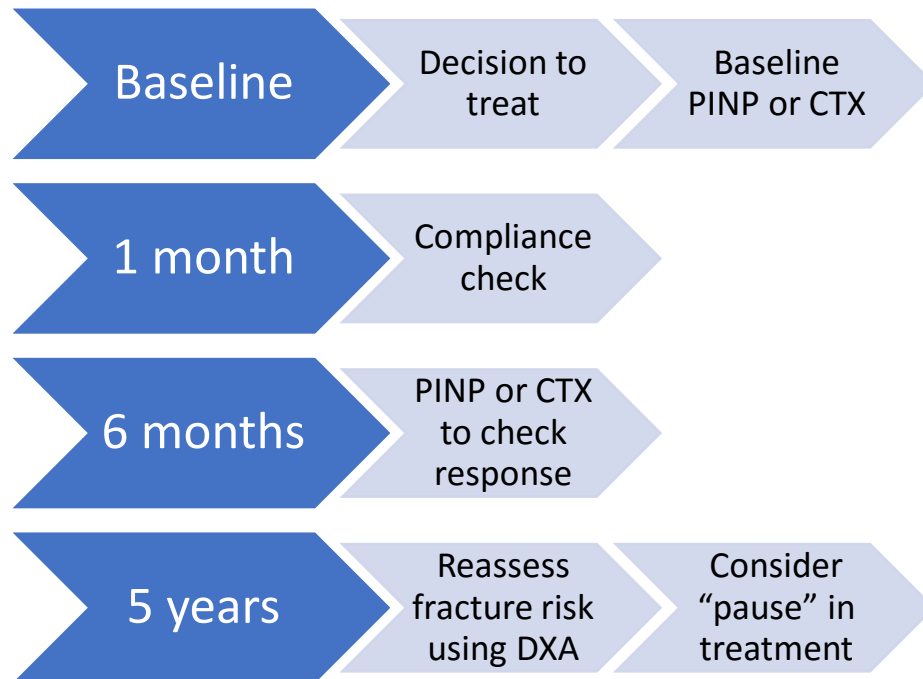 Baseline
Decision to
treat
Baseline
PINP or CTX
1 month
Compliance
check
6 months
PINP or CTX
to check
response
5 years
Reassess
fracture risk
using DXA
Consider
“pause” in
treatment